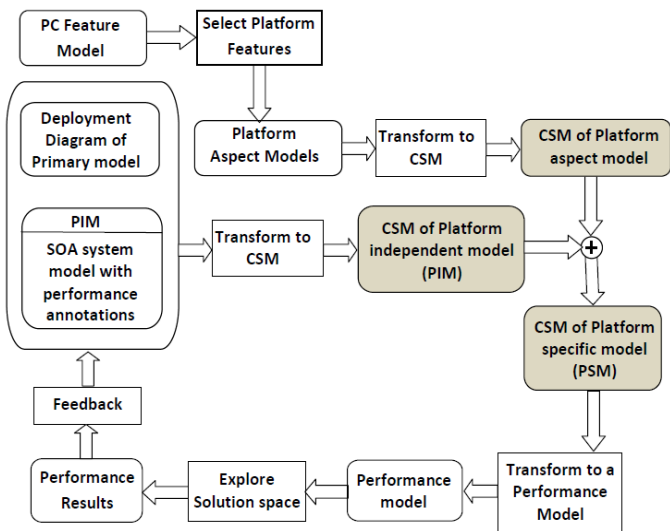 PC Feature
Model
Select Platform
Features
Deployment
Diagram of
Primary model
Platform
Aspect Models
Transform to
CSM
CSM of Platform
aspect model
PIM
SOA system
model with
performance
annotations
Transform to
CSM
CSM of Platform
independent model
(PIM)
+
CSM of Platform
specific model
(PSM)
Feedback
Performance
Results
Explore
Solution space
Performance
model
Transform to a
Performance
Model